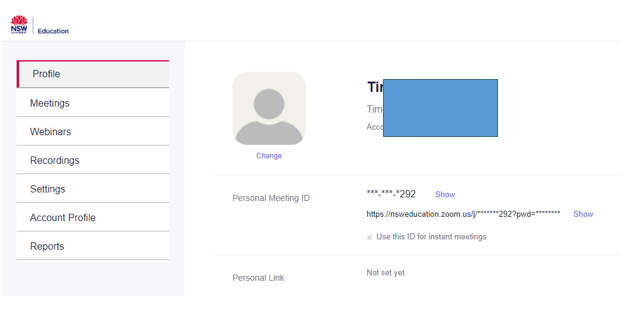 NSW
Education
Profile
Meetings
Webinars
Recordings
Settings
Account Profile
Reports
Change
Personal Meeting ID
***-***-*292 Show
https://nsweducation.zoom.us/j/*******292?pwd=******** Show
× Use this ID for instant meetings
Personal Link
Not set yet.